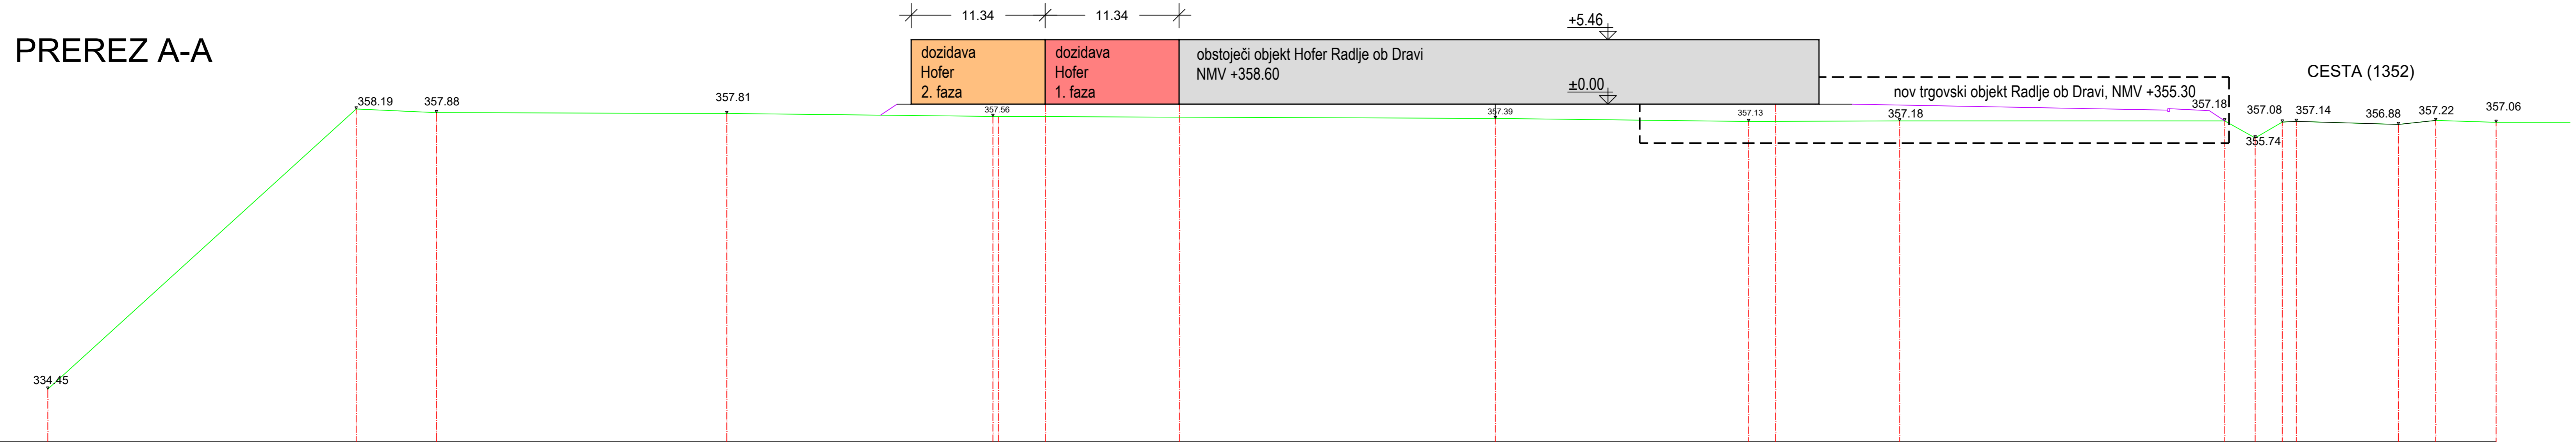 11.34
11.34
+5.46
PREREZ A-A
dozidava
Hofer
2. faza
dozidava
Hofer
1. faza
obstoječi objekt Hofer Radlje ob Dravi
NMV +358.60
±0.00
CESTA (1352)
nov trgovski objekt Radlje ob Dravi, NMV +355.30
358.19
357.88
357.81
357.56
357.39
357.13
357.18
357.18
355.74
357.08
357.14
356.88
357.22
357.06
334.45